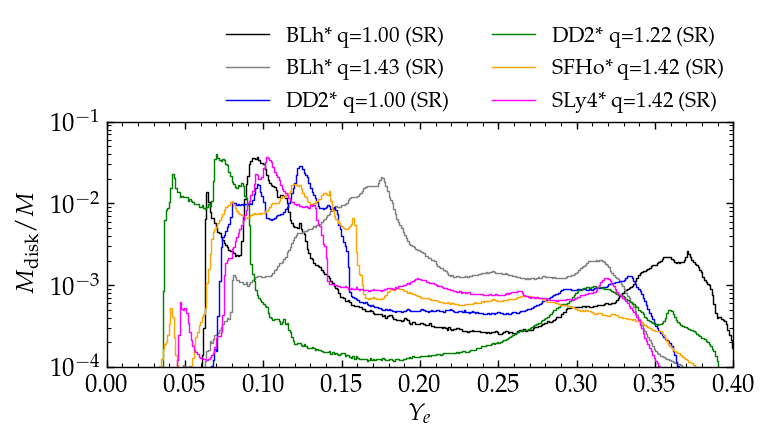 BLh* q=1.00 (SR) DD2* q=1.22 (SR)
BLh* q=1.43 (SR) SFHo* q=1.42 (SR)
DD2* q=1.00 (SR) SLy4* q=1.42 (SR)
10⁻¹
10⁻²
10⁻³
10⁻⁴
M_disk/M
0.00 0.05 0.10 0.15 0.20 0.25 0.30 0.35 0.40
Y_e